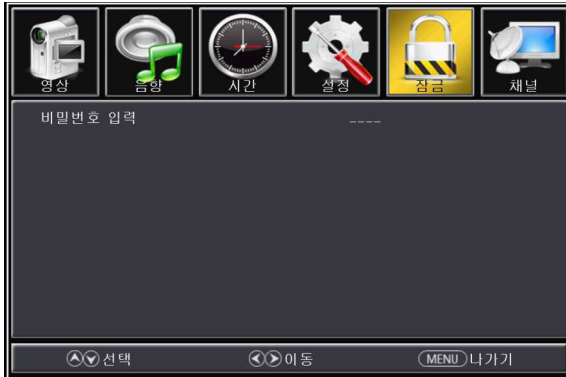 영상 음향 시간 설정 잠금 채널
비밀번호 입력 ____
선택 이동 MENU 나가기